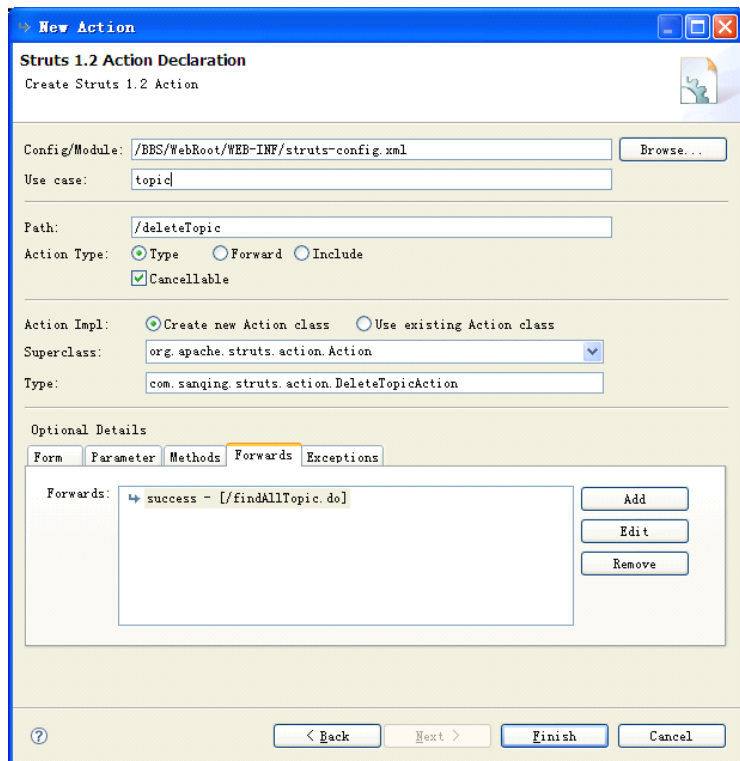 New Action
Struts 1.2 Action Declaration
Create Struts 1.2 Action
Config/Module: /BBS/WebRoot/WEB-INF/struts-config.xml Browse...
Use case: topic
Path: /deleteTopic
Action Type: Type Forward Include
Cancellable
Action Impl: Create new Action class Use existing Action class
Superclass: org.apache.struts.action.Action
Type: com.sanqing.struts.action.DeleteTopicAction
Optional Details
Form Parameter Methods Forwards Exceptions
Forwards: success - [/findAllTopic.do] Add
Edit
Remove
? < Back Next > Finish Cancel